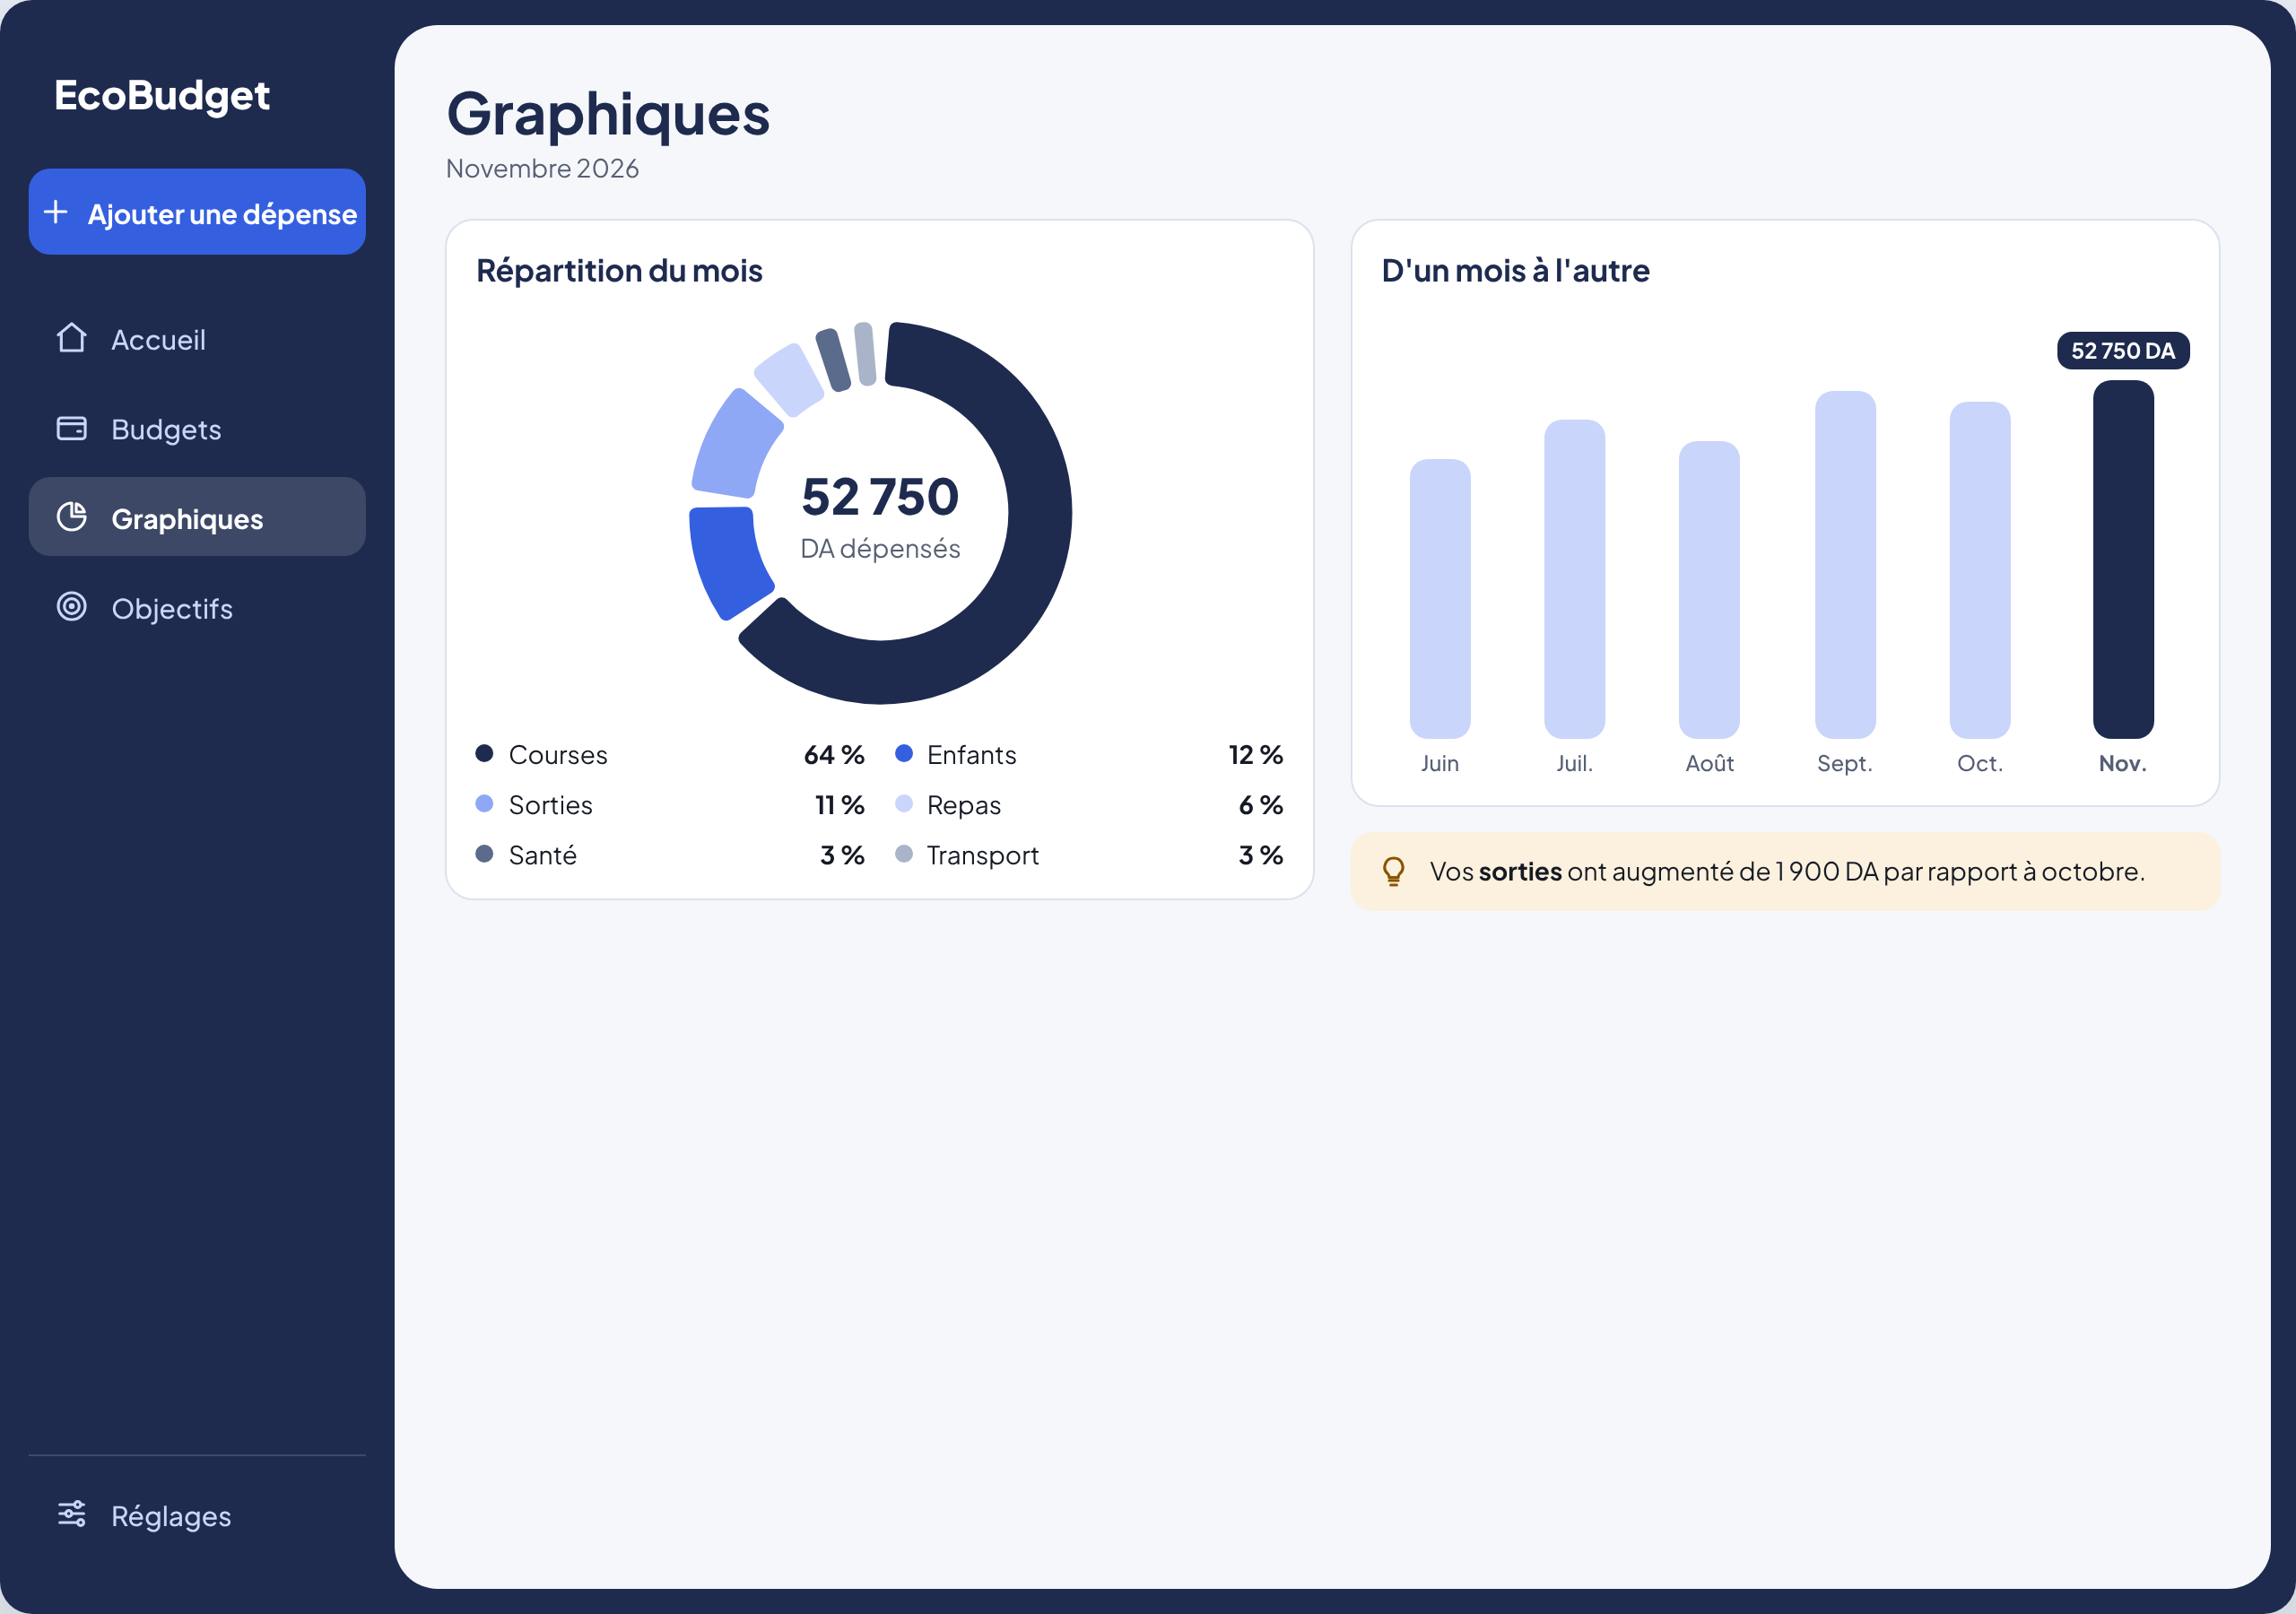 EcoBudget
Ajouter une dépense
Accueil
Budgets
Graphiques
Objectifs
Réglages
Graphiques
Novembre 2026
Répartition du mois
52 750
DA dépensés
Courses 64 % Enfants 12 %
Sorties 11 % Repas 6 %
Santé 3 % Transport 3 %
D'un mois à l'autre
52 750 DA
Juin Juil. Août Sept. Oct. Nov.
Vos sorties ont augmenté de 1 900 DA par rapport à octobre.